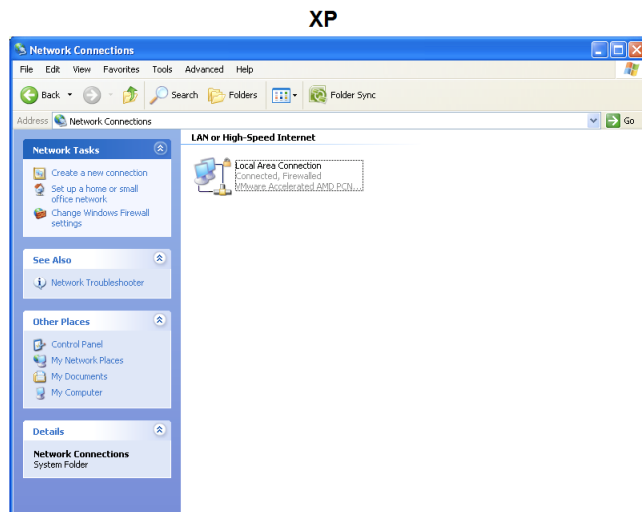 XP
Network Connections
File Edit View Favorites Tools Advanced Help
Back Search Folders Folder Sync
Address Network Connections Go
Network Tasks
Create a new connection
Set up a home or small
office network
Change Windows Firewall
settings
See Also
Network Troubleshooter
Other Places
Control Panel
My Network Places
My Documents
My Computer
Details
Network Connections
System Folder
LAN or High-Speed Internet
Local Area Connection
Connected, Firewalled
VMware Accelerated AMD PCN...